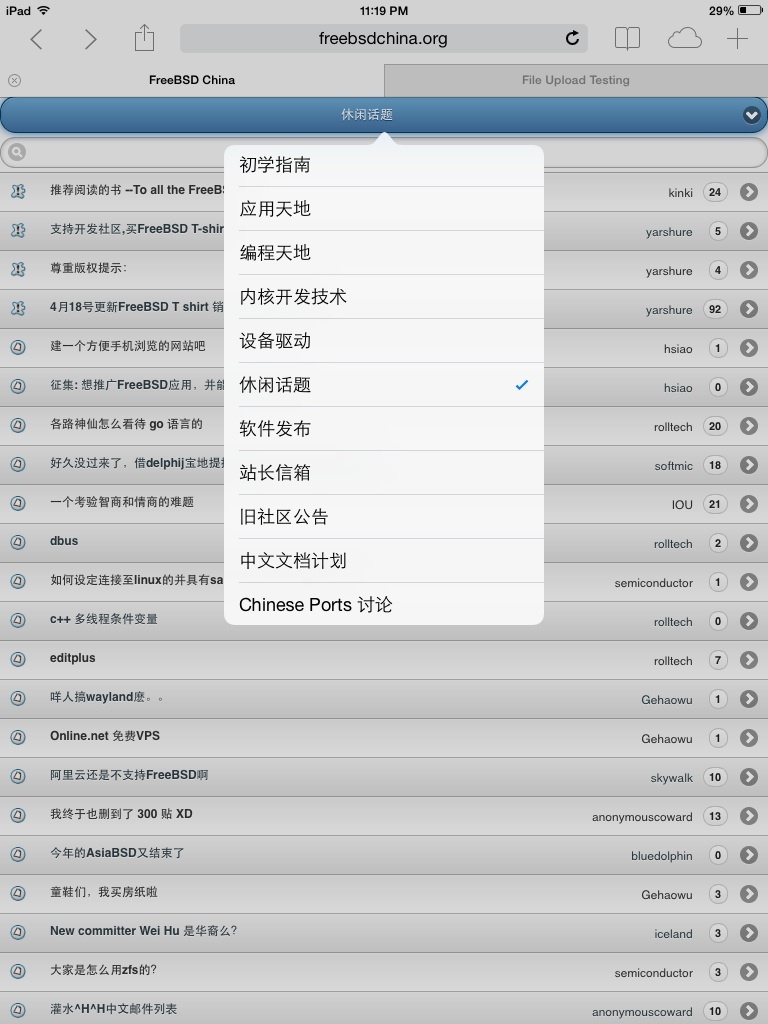 iPad 11:19 PM 29%
freebsdchina.org
FreeBSD China
File Upload Testing
休闲话题
初学指南
应用天地
编程天地
内核开发技术
设备驱动
休闲话题
软件发布
站长信箱
旧社区公告
中文文档计划
Chinese Ports 讨论
推荐阅读的书 --To all the FreeB kinki 24
支持开发社区,买FreeBSD T-shir yarshure 5
尊重版权提示: yarshure 4
4月18号更新FreeBSD T shirt 销 yarshure 92
建一个方便手机浏览的网站吧 hsiao 1
征集: 想推广FreeBSD应用，并能 hsiao 0
各路神仙怎么看待 go 语言的 rolltech 20
好久没过来了，借delphij宝地提 softmic 18
一个考验智商和情商的难题 IOU 21
dbus rolltech 2
如何设定连接至linux的并具有sa semiconductor 1
c++ 多线程条件变量 rolltech 0
editplus rolltech 7
咩人搞wayland麽。。 Gehaowu 1
Online.net 免费VPS Gehaowu 1
阿里云还是不支持FreeBSD啊 skywalk 10
我终于也删到了 300 贴 XD anonymouscoward 13
今年的AsiaBSD又结束了 bluedolphin 0
童鞋们，我买房纸啦 Gehaowu 3
New committer Wei Hu 是华裔么? iceland 3
大家是怎么用zfs的? semiconductor 3
灌水^H^H中文邮件列表 anonymouscoward 10